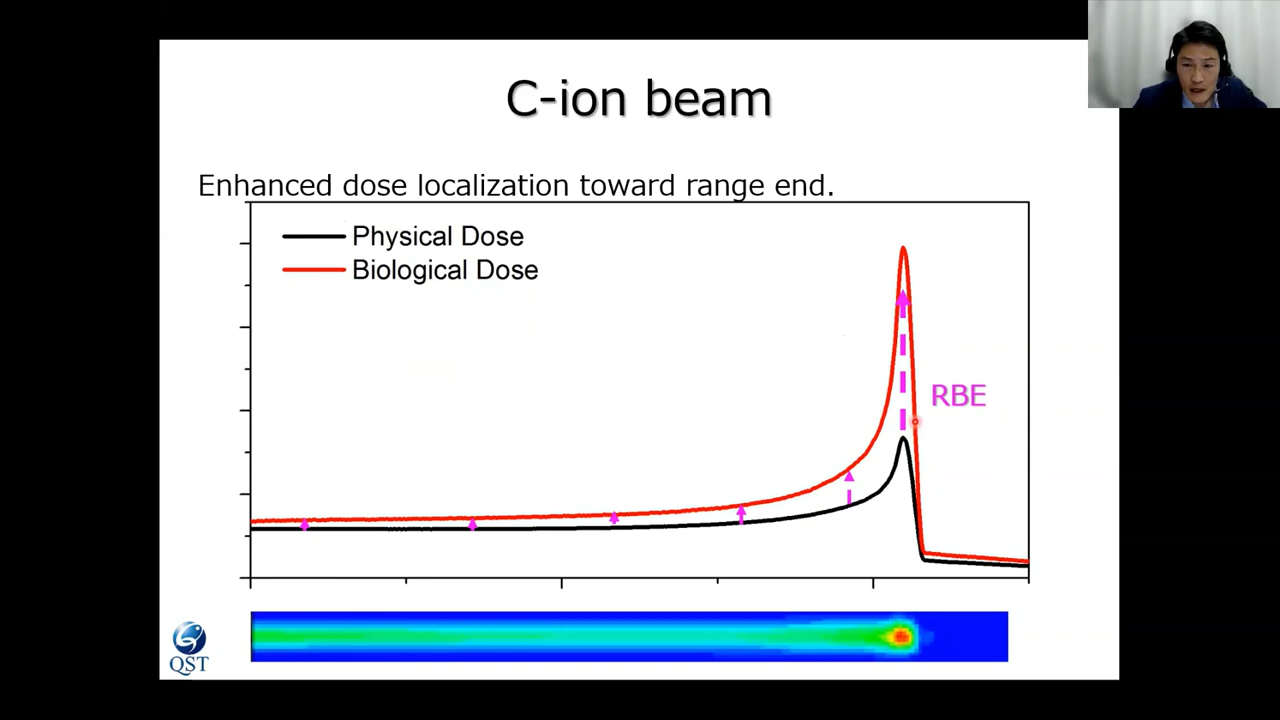 C-ion beam
Enhanced dose localization toward range end.
Physical Dose
Biological Dose
RBE
QST